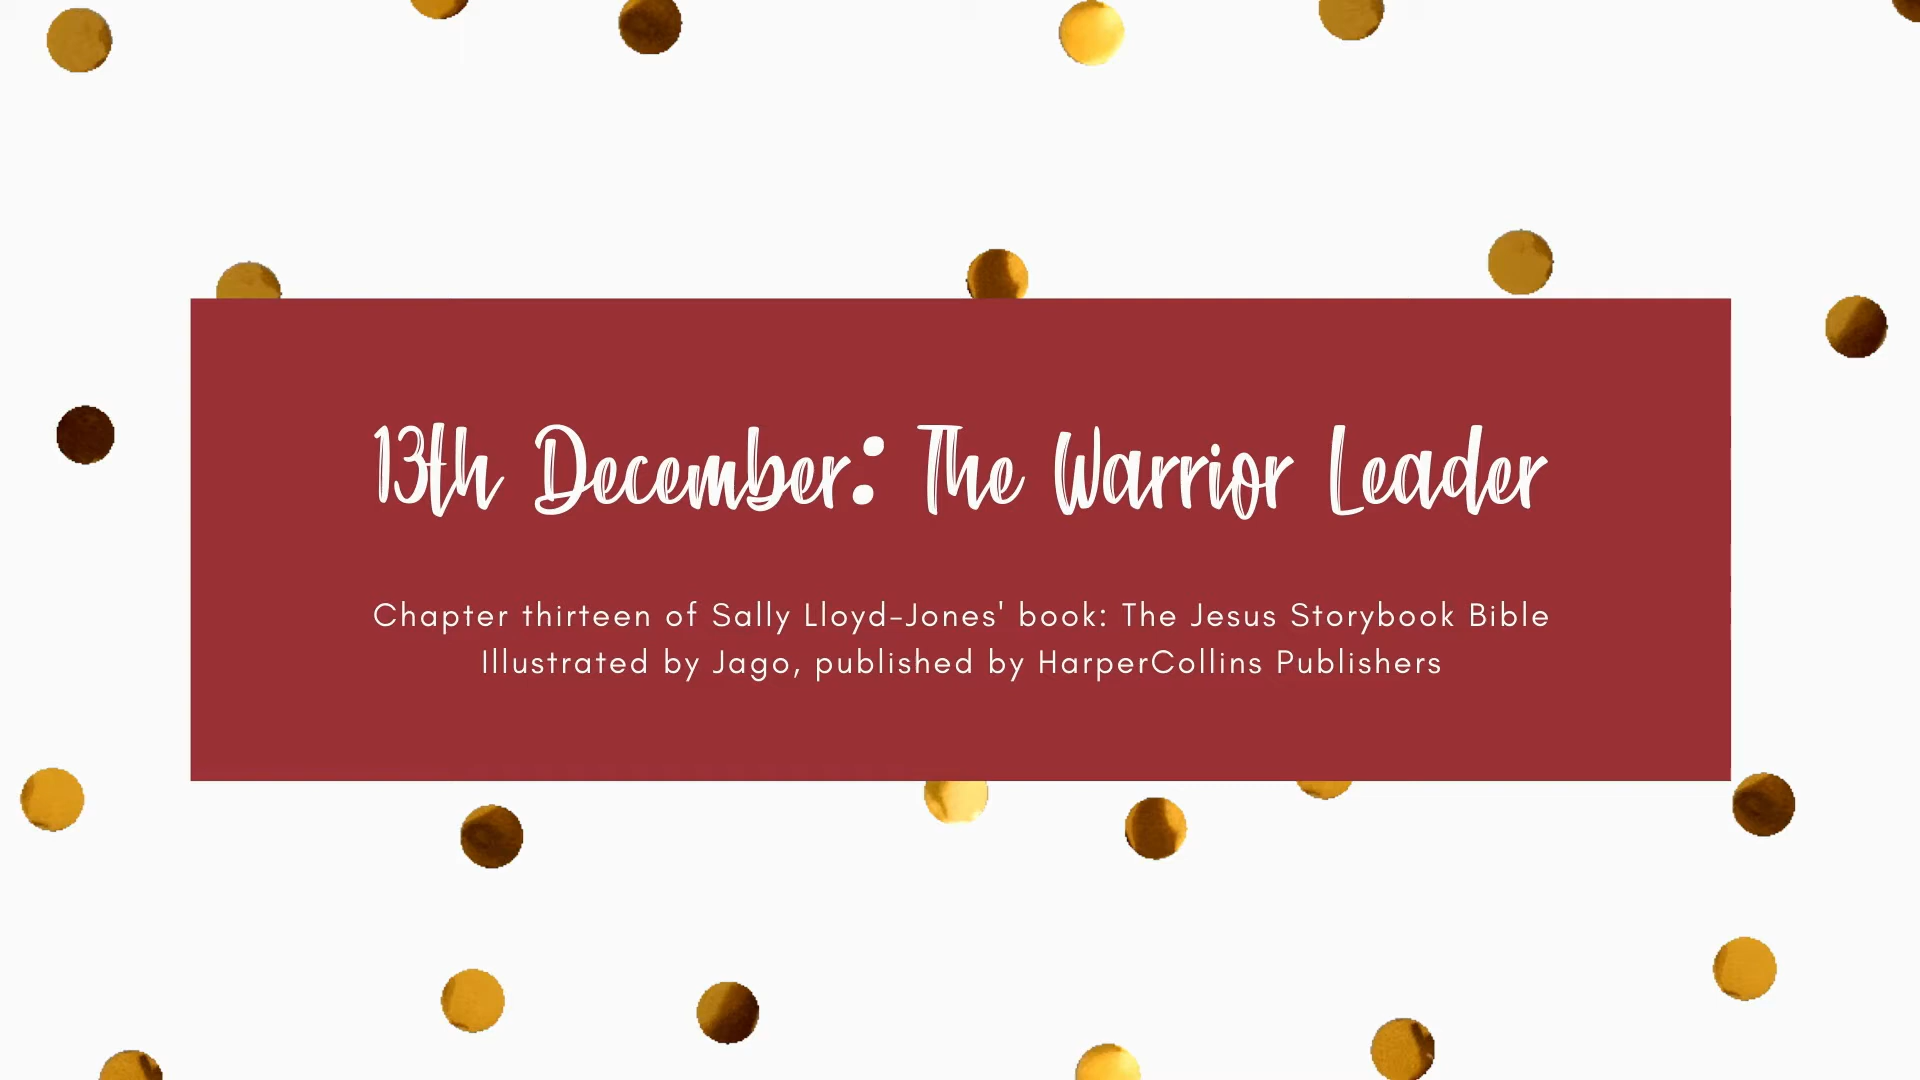 13th December: The Warrior Leader
Chapter thirteen of Sally Lloyd-Jones' book: The Jesus Storybook Bible
Illustrated by Jago, published by HarperCollins Publishers